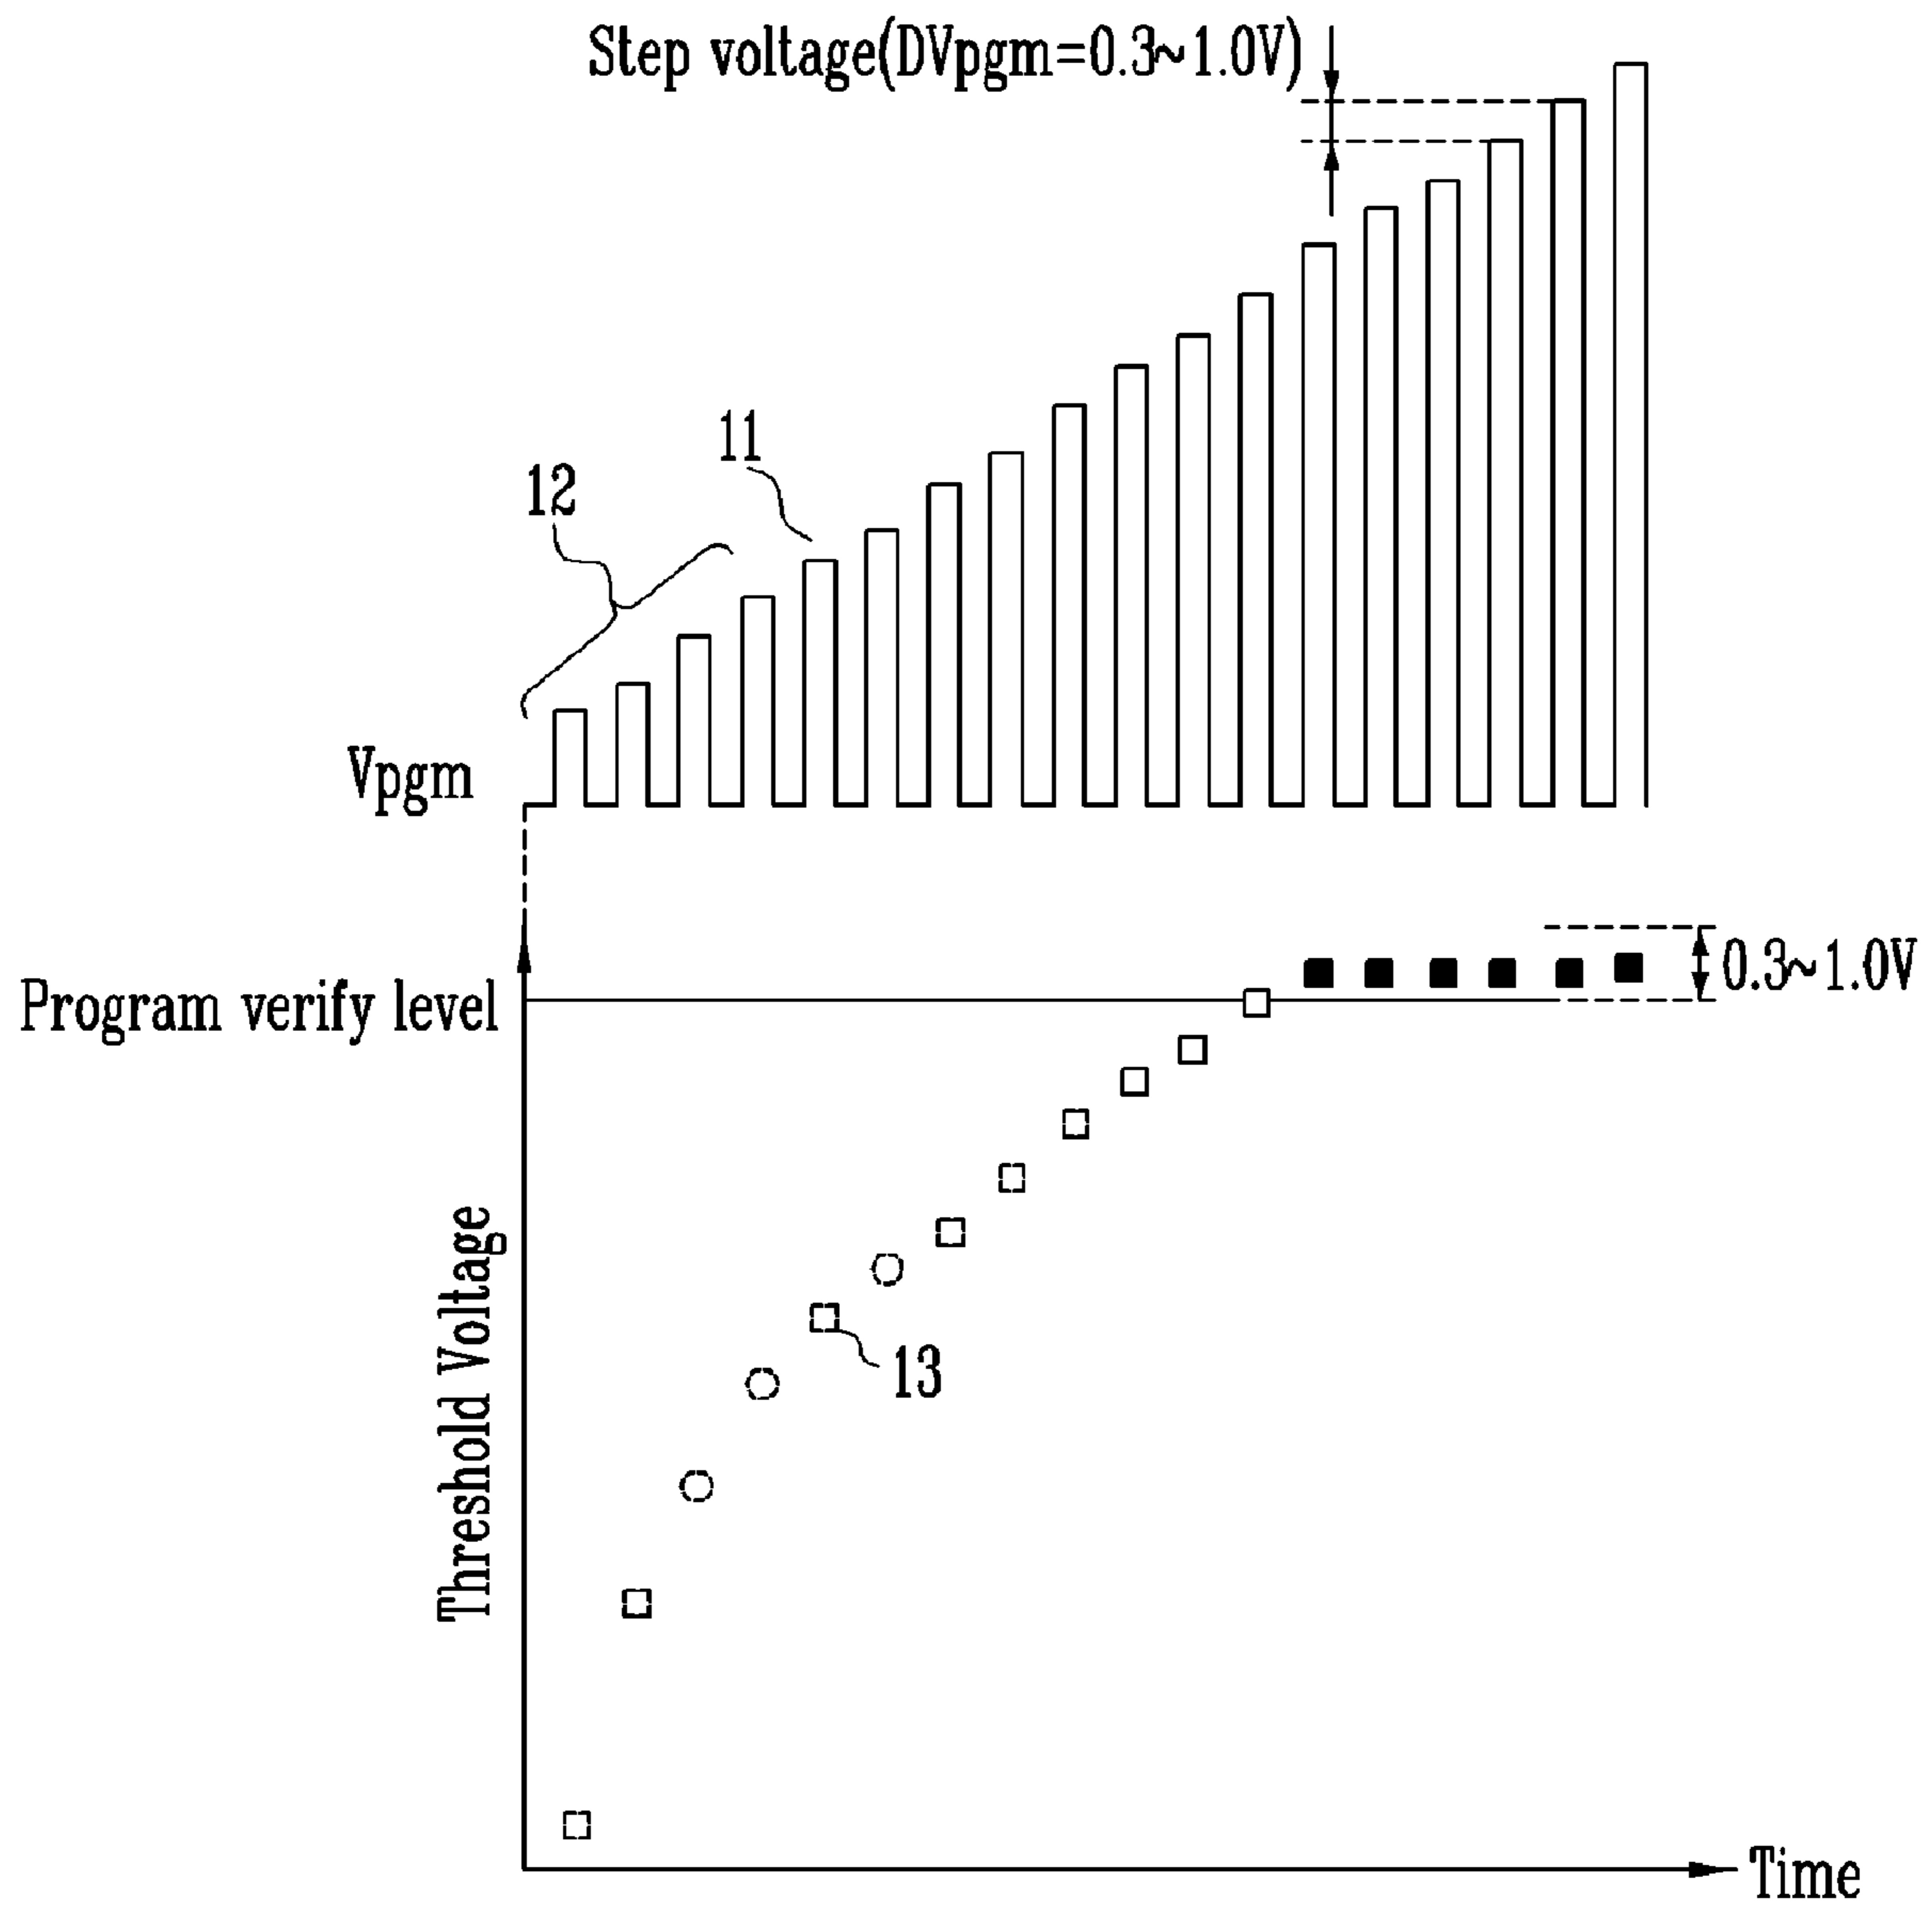 Step voltage(DVpgm=0.3~1.0V)
11
12
Vpgm
0.3~1.0V
Program verify level
Threshold Voltage
13
Time